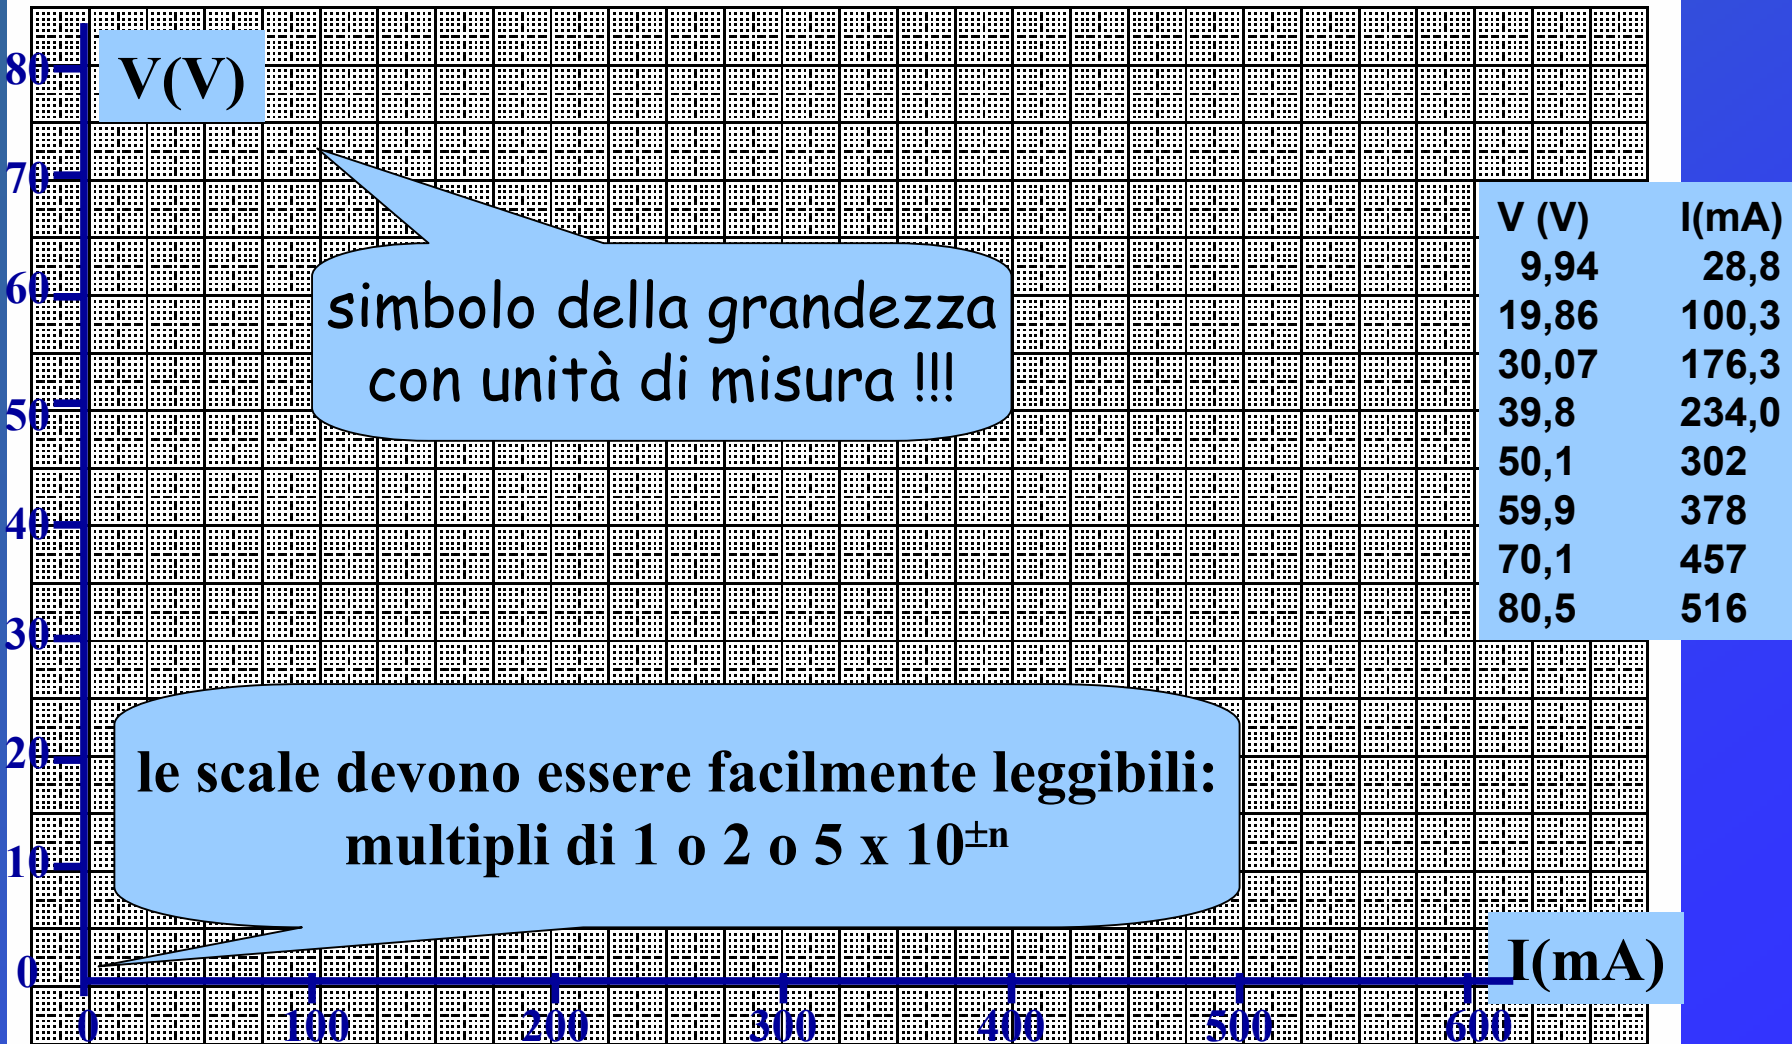 80
V(V)
70
60
50
40
30
20
10
0
simbolo della grandezza
con unità di misura !!!
V (V) I(mA)
9,94 28,8
19,86 100,3
30,07 176,3
39,8 234,0
50,1 302
59,9 378
70,1 457
80,5 516
le scale devono essere facilmente leggibili:
multipli di 1 o 2 o 5 x 10±n
I(mA)
0 100 200 300 400 500 600